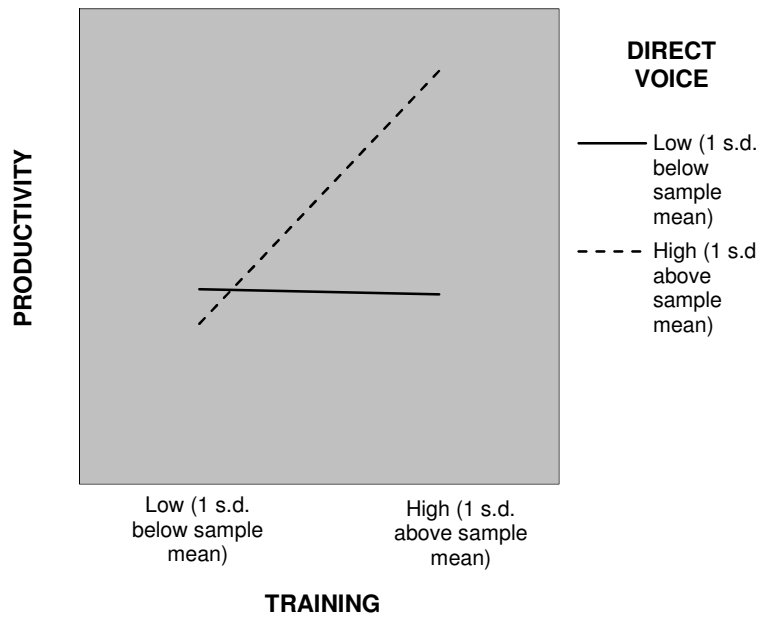 PRODUCTIVITY
DIRECT
VOICE
Low (1 s.d.
below
sample
mean)
High (1 s.d
above
sample
mean)
Low (1 s.d.
below sample
mean)
High (1 s.d.
above sample
mean)
TRAINING